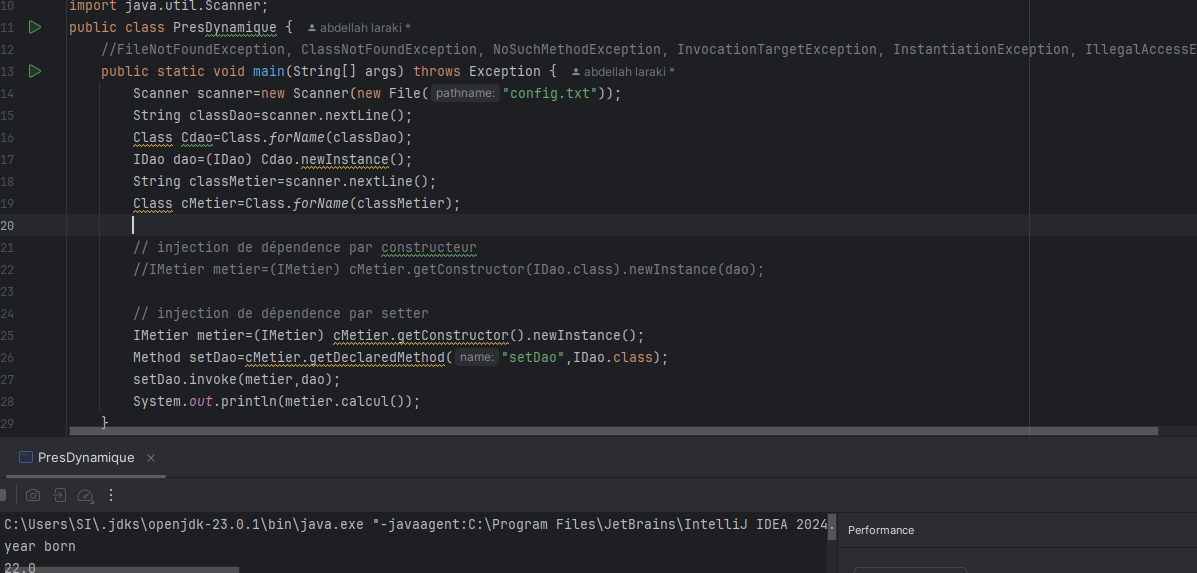 10 import java.util.Scanner;
11 public class PresDynamique { abdellah laraki *
12 //FileNotFoundException, ClassNotFoundException, NoSuchMethodException, InvocationTargetException, InstantiationException, IllegalAccessE
13 public static void main(String[] args) throws Exception { abdellah laraki *
14 Scanner scanner=new Scanner(new File( pathname: "config.txt"));
15 String classDao=scanner.nextLine();
16 Class Cdao=Class.forName(classDao);
17 IDao dao=(IDao) Cdao.newInstance();
18 String classMetier=scanner.nextLine();
19 Class cMetier=Class.forName(classMetier);
20
21 // injection de dépendence par constructeur
22 //IMetier metier=(IMetier) cMetier.getConstructor(IDao.class).newInstance(dao);
23
24 // injection de dépendence par setter
25 IMetier metier=(IMetier) cMetier.getConstructor().newInstance();
26 Method setDao=cMetier.getDeclaredMethod( name: "setDao",IDao.class);
27 setDao.invoke(metier,dao);
28 System.out.println(metier.calcul());
29 }
PresDynamique
C:\Users\SI\.jdks\openjdk-23.0.1\bin\java.exe "-javaagent:C:\Program Files\JetBrains\IntelliJ IDEA 2024.
Performance
year born
22.0